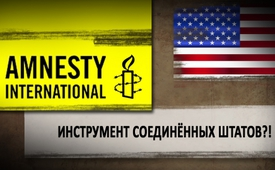 AMNESTY
INTERNATIONAL
ИНСТРУМЕНТ СОЕДИНЁННЫХ ШТАТОВ?!